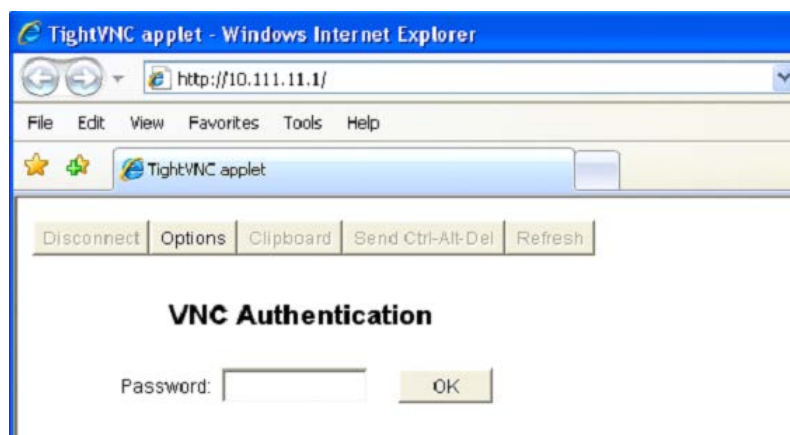 TightVNC applet - Windows Internet Explorer
http://10.111.11.1/
File Edit View Favorites Tools Help
TightVNC applet
Disconnect Options Clipboard Send Ctrl-Alt-Del Refresh
VNC Authentication
Password: OK